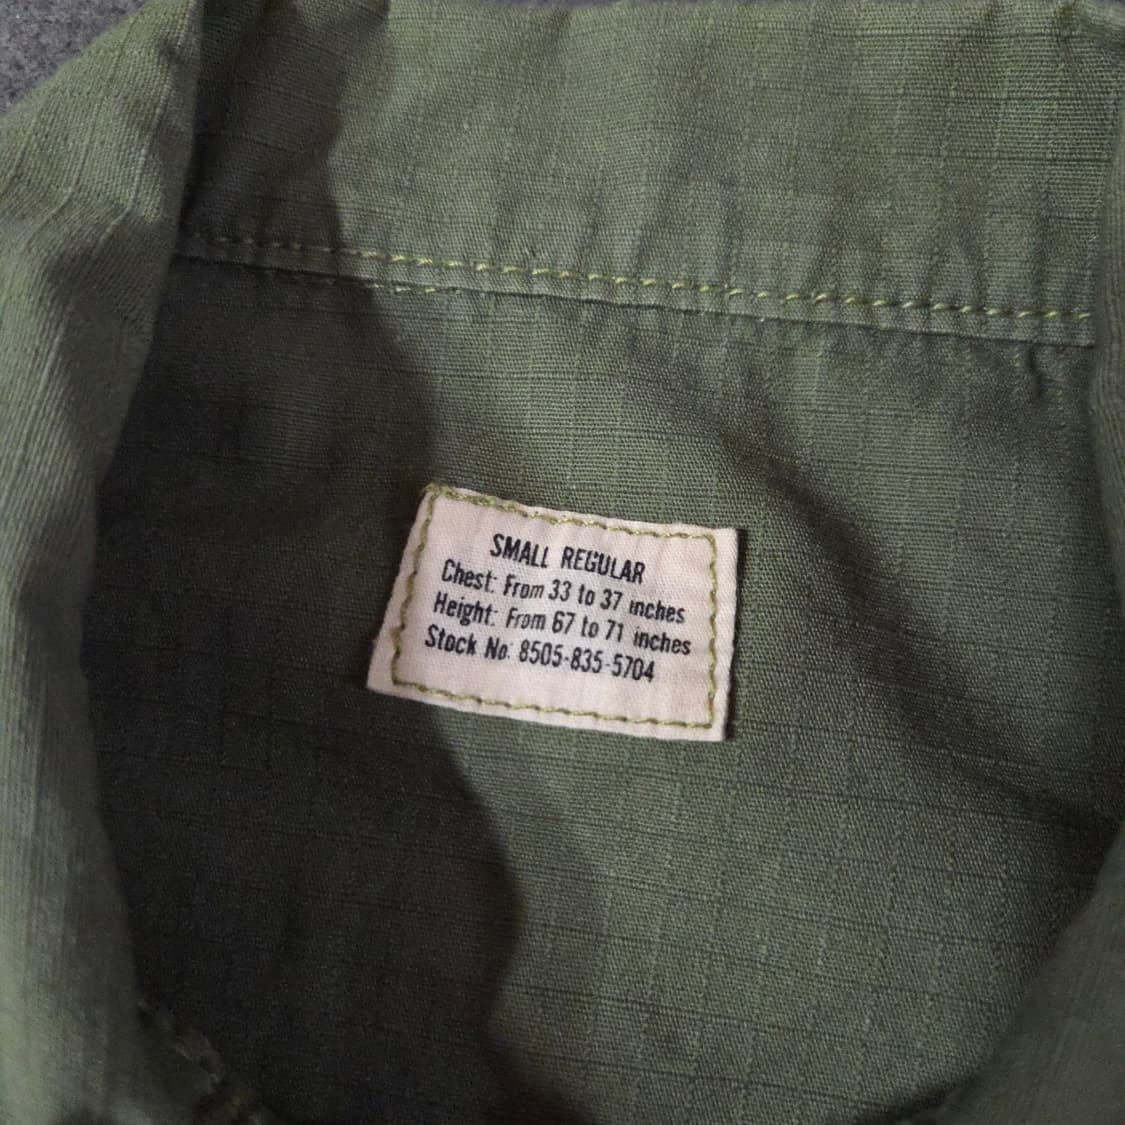 SMALL REGULAR
Chest: From 33 to 37 inches
Height: From 67 to 71 inches
Stock No. 8505-835-5704